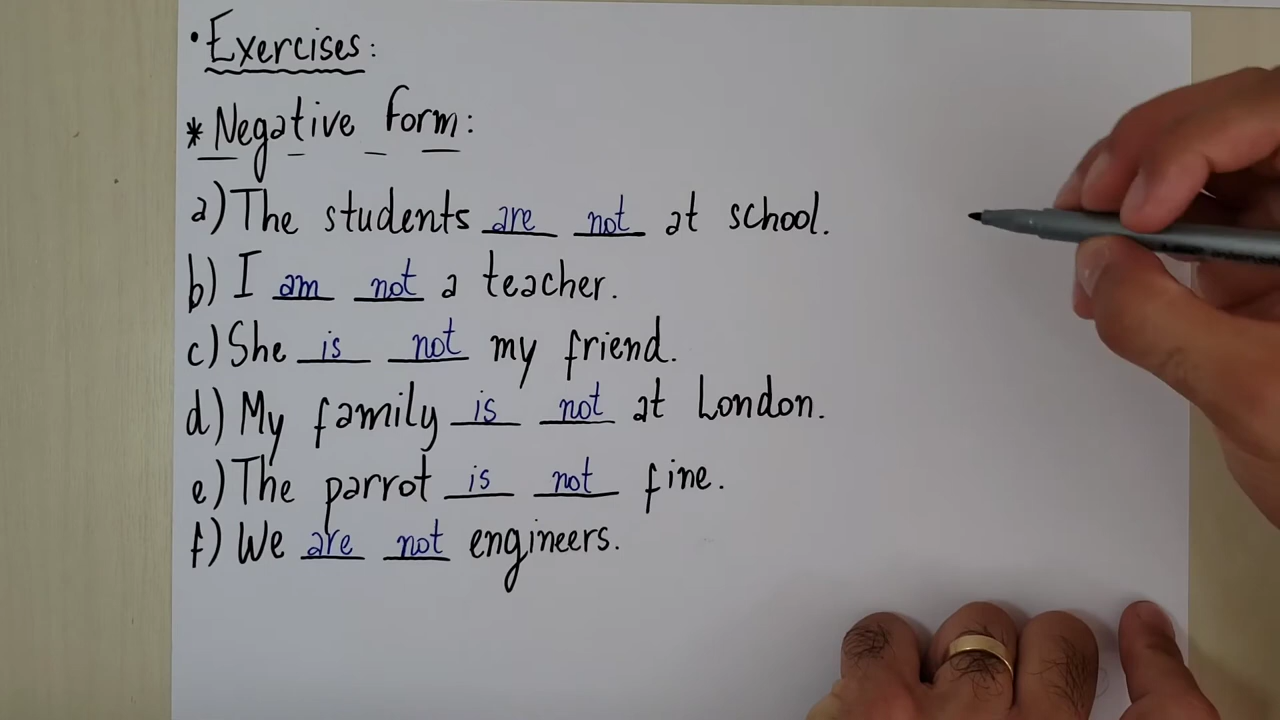 • Exercises:
* Negative form:
a) The students are not at school.
b) I am not a teacher.
c) She is not my friend.
d) My family is not at London.
e) The parrot is not fine.
f) We are not engineers.